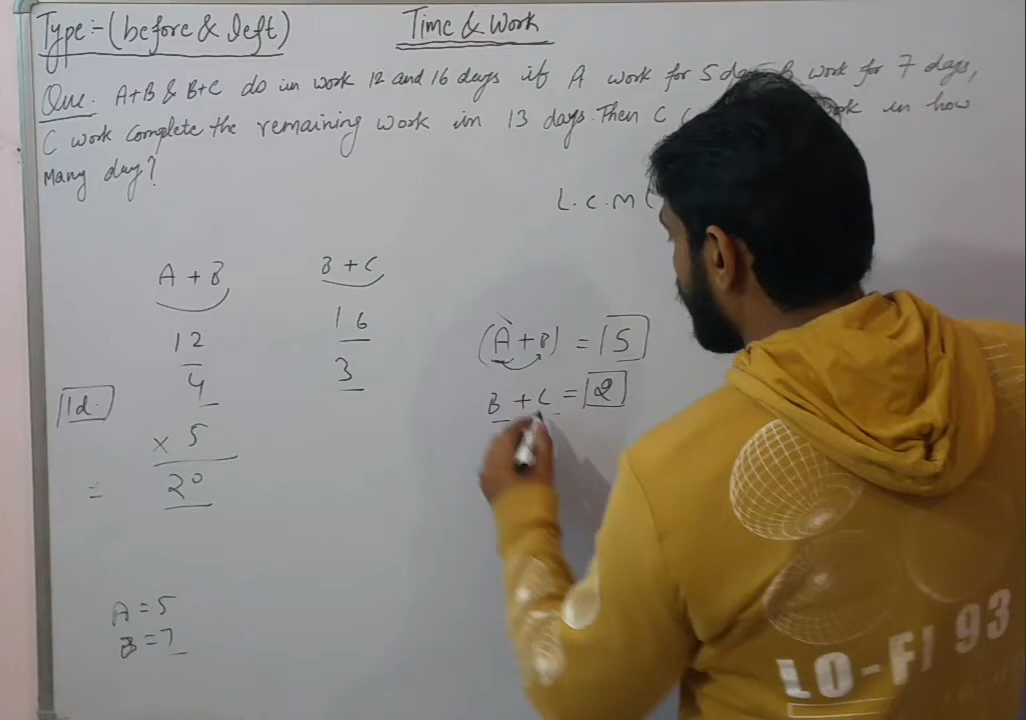 Type:-(before & left)
Time & Work
Que. A+B & B+C do in work 12 and 16 days if A work for 5 B work for 7 days,
C work complete the remaining work in 13 days. Then C in how
Many day?
L.C.M (
A + B
B + C
12
16
4
3
1d.
× 5
= 20
(A+B) = 5
B + C = 2
A = 5
B = 7
LO-FI 93